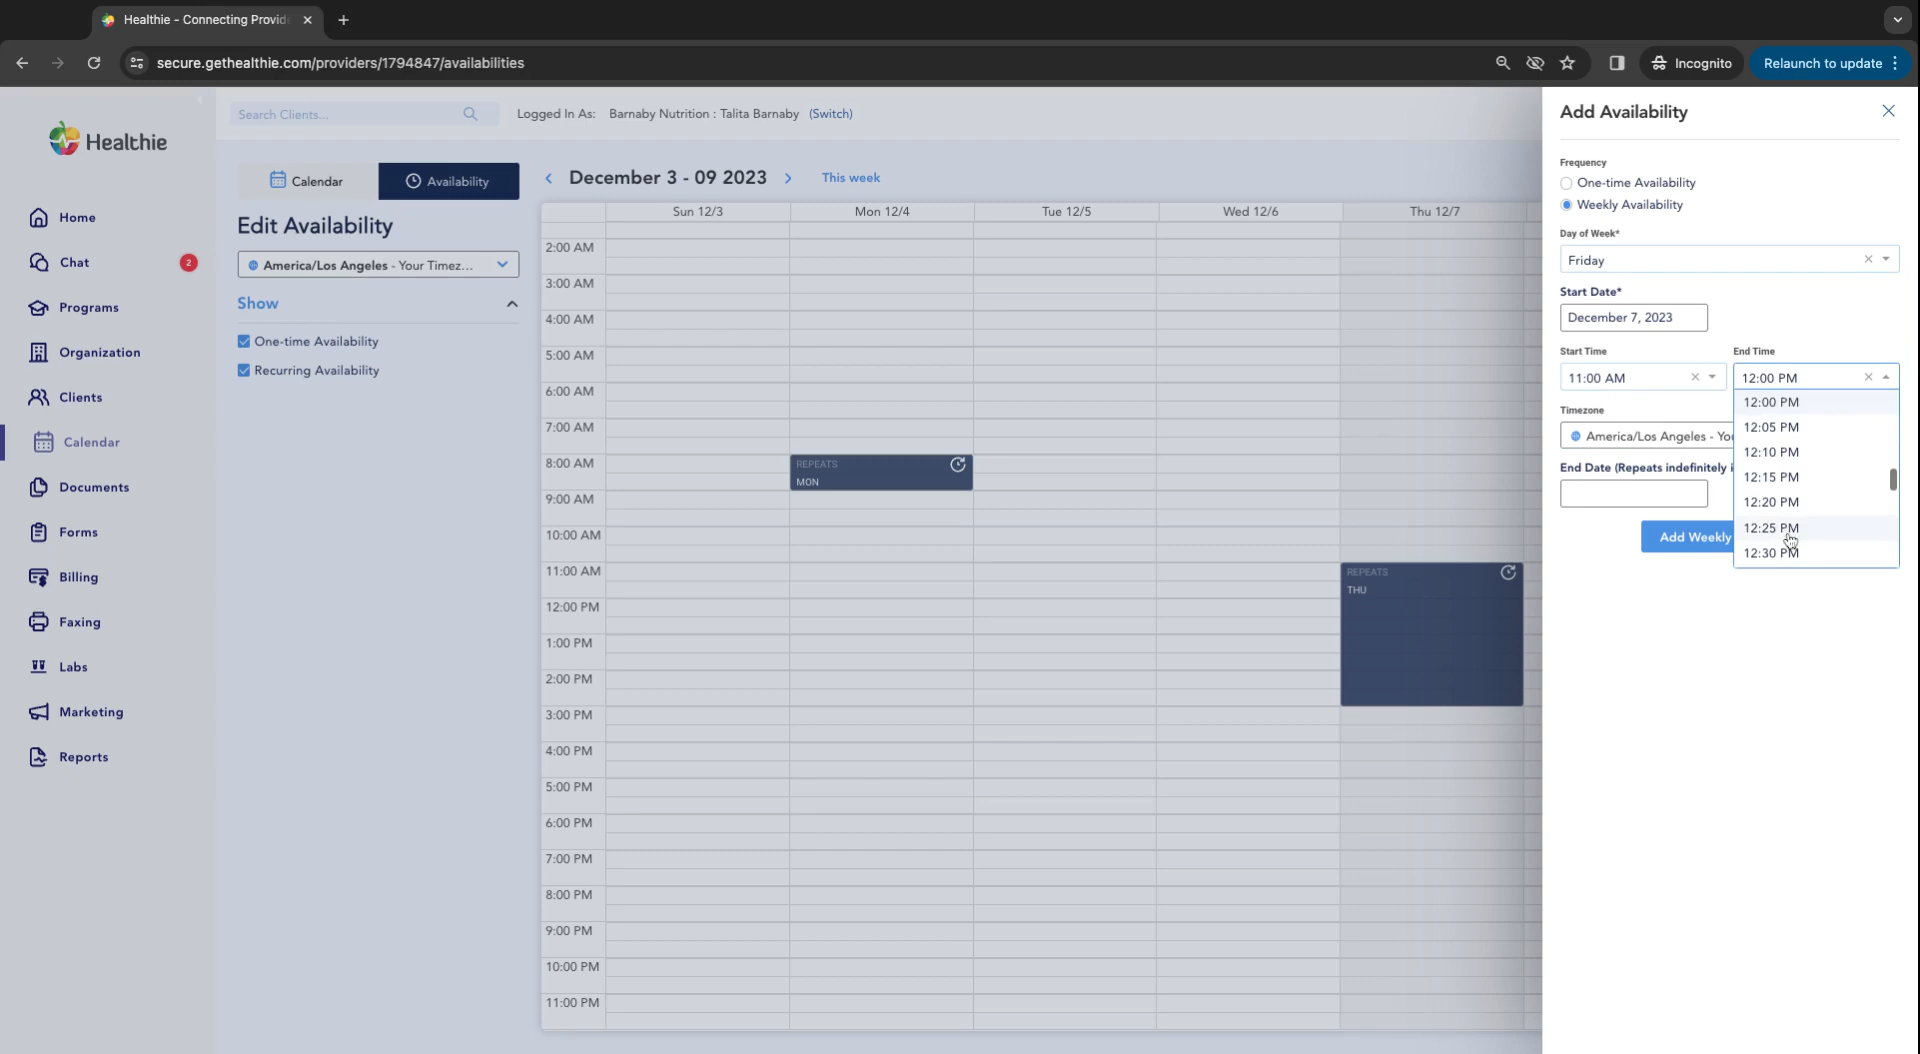 Healthie - Connecting Provid
secure.gethealthie.com/providers/1794847/availabilities
Incognito
Relaunch to update
Healthie
Home
Chat
2
Programs
Organization
Clients
Calendar
Documents
Forms
Billing
Faxing
Labs
Marketing
Reports
Search Clients...
Logged In As: Barnaby Nutrition : Talita Barnaby (Switch)
Calendar
Availability
Edit Availability
America/Los Angeles - Your Timez...
Show
One-time Availability
Recurring Availability
December 3 - 09 2023
This week
Sun 12/3 Mon 12/4 Tue 12/5 Wed 12/6 Thu 12/7
2:00 AM
3:00 AM
4:00 AM
5:00 AM
6:00 AM
7:00 AM
8:00 AM
9:00 AM
10:00 AM
11:00 AM
12:00 PM
1:00 PM
2:00 PM
3:00 PM
4:00 PM
5:00 PM
6:00 PM
7:00 PM
8:00 PM
9:00 PM
10:00 PM
11:00 PM
REPEATS
MON
REPEATS
THU
Add Availability
Frequency
One-time Availability
Weekly Availability
Day of Week*
Friday
Start Date*
December 7, 2023
Start Time
11:00 AM
End Time
12:00 PM
12:00 PM
12:05 PM
12:10 PM
12:15 PM
12:20 PM
12:25 PM
12:30 PM
Timezone
America/Los Angeles - You
End Date (Repeats indefinitely i
Add Weekly